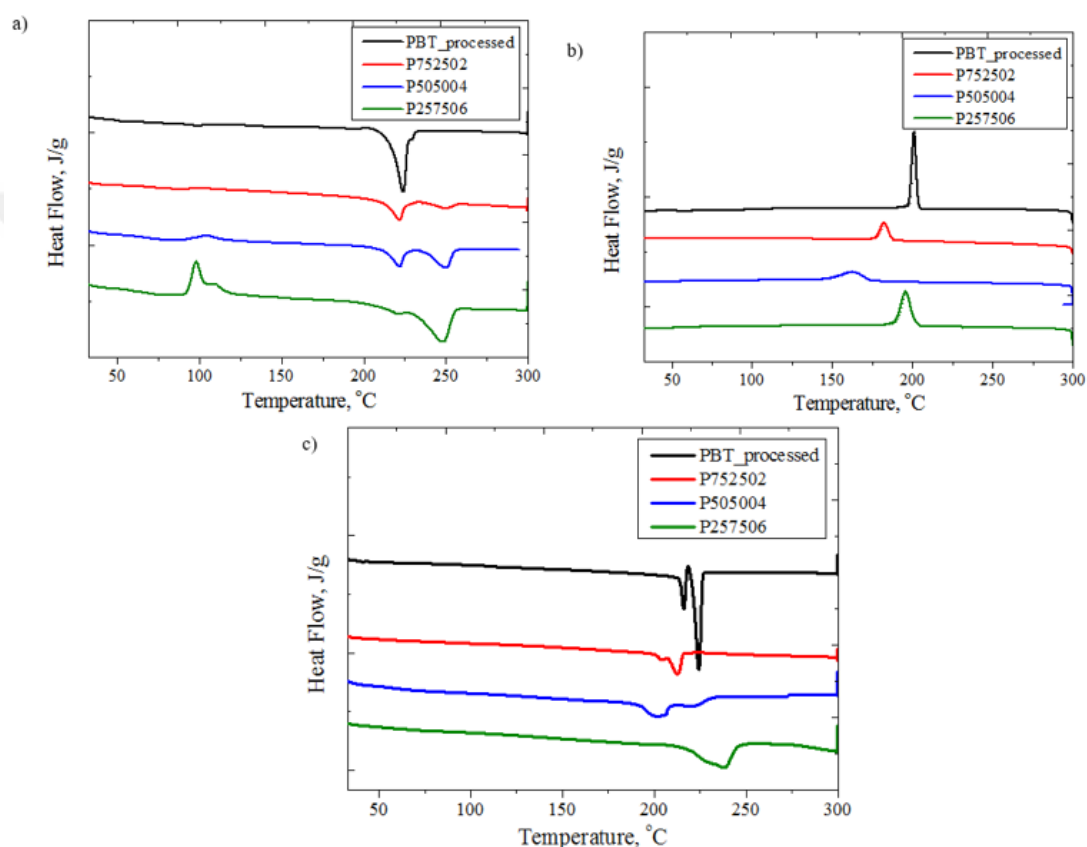 a)
PBT_processed
P752502
P505004
P257506
Heat Flow, J/g
50 100 150 200 250 300
Temperature, °C
b)
PBT_processed
P752502
P505004
P257506
Heat Flow, J/g
50 100 150 200 250 300
Temperature, °C
c)
PBT_processed
P752502
P505004
P257506
Heat Flow, J/g
50 100 150 200 250 300
Temperature, °C